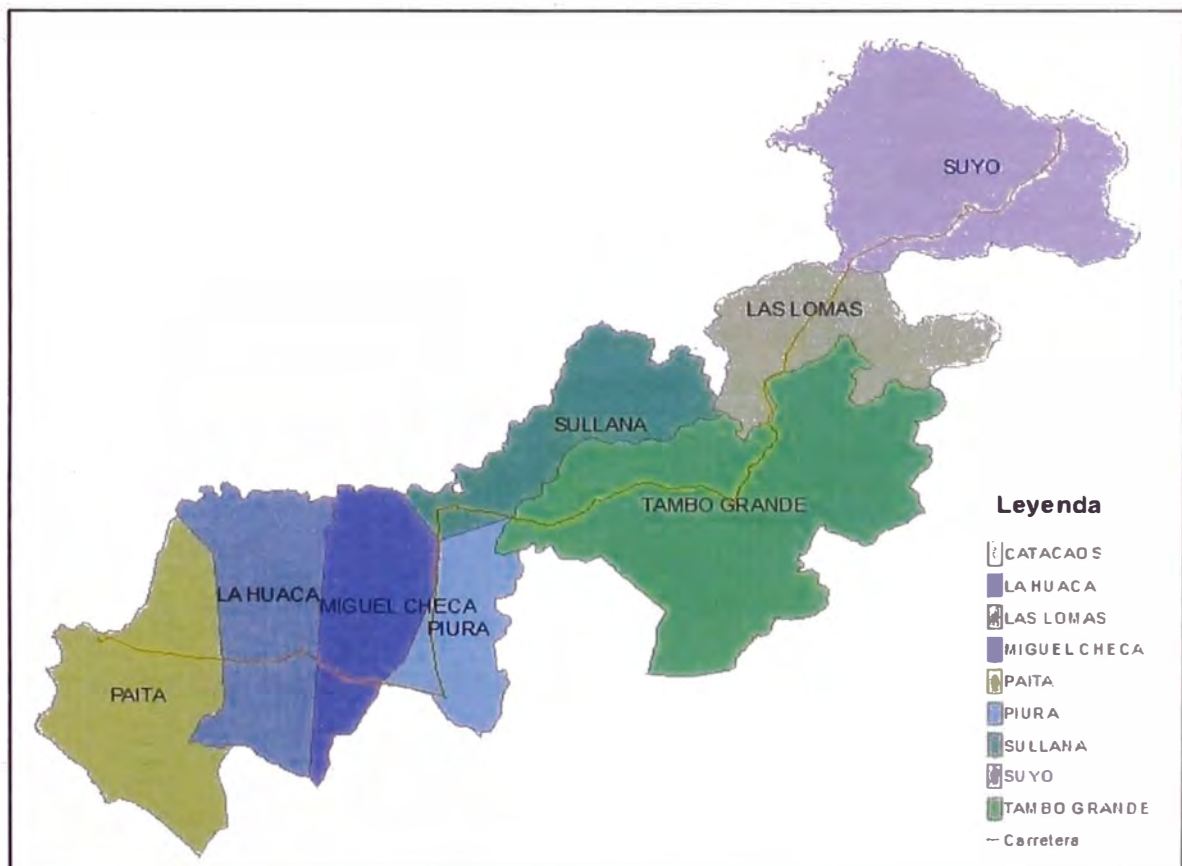 SUYO
LAS LOMAS
SULLANA
TAMBO GRANDE
LA HUACA
MIGUEL CHECA
PIURA
PAITA
Leyenda
CATACAOS
LA HUACA
LAS LOMAS
MIGUEL CHECA
PAITA
PIURA
SULLANA
SUYO
TAMBO GRANDE
Carretera